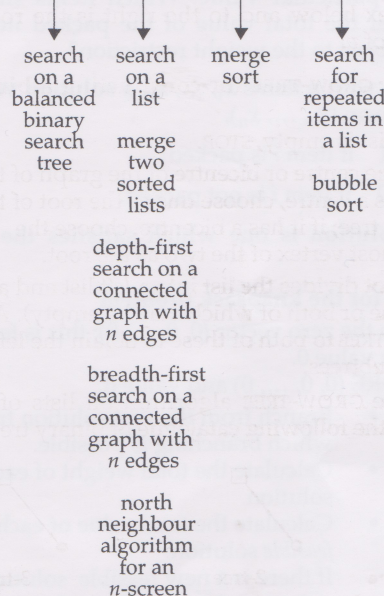 search
on a
balanced
binary
search
tree
search
on a
list
merge
two
sorted
lists
depth-first
search on a
connected
graph with
n edges
breadth-first
search on a
connected
graph with
n edges
north
neighbour
algorithm
for an
n-screen
merge
sort
search
for
repeated
items in
a list
bubble
sort